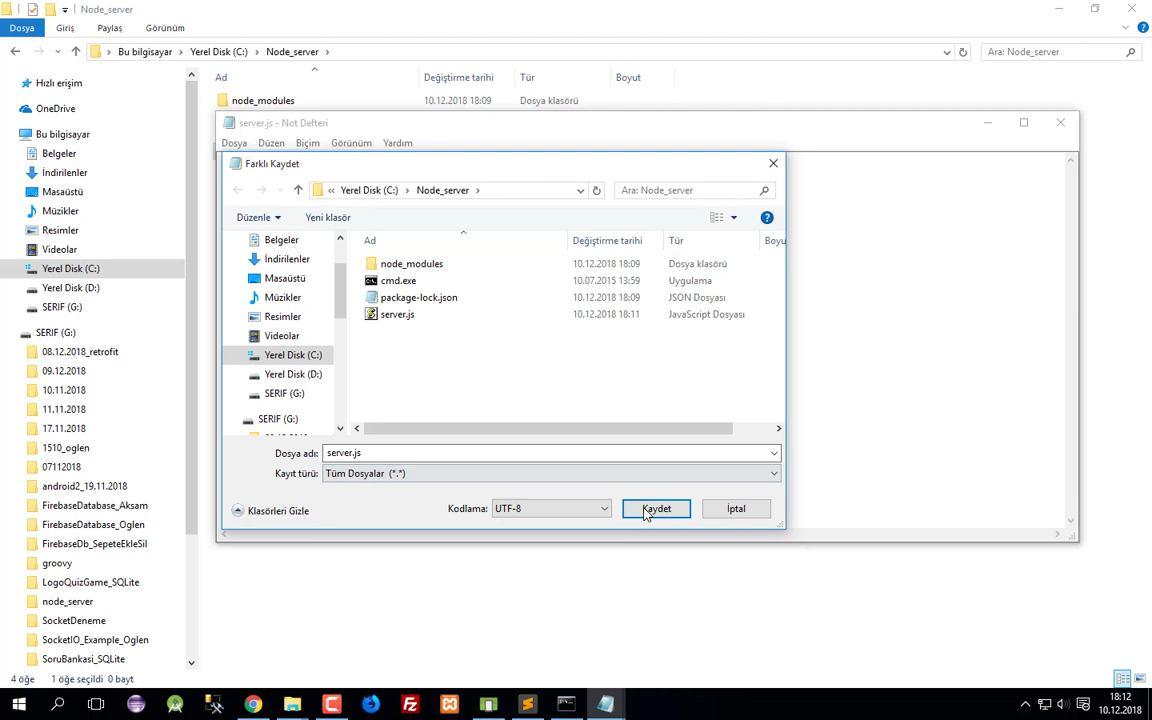 Node_server
Dosya Giriş Paylaş Görünüm
Bu bilgisayar Yerel Disk (C:) Node_server
Ara: Node_server
Ad Değiştirme tarihi Tür Boyut
node_modules 10.12.2018 18:09 Dosya klasörü
Hızlı erişim
OneDrive
Bu bilgisayar
Belgeler
İndirilenler
Masaüstü
Müzikler
Resimler
Videolar
Yerel Disk (C:)
Yerel Disk (D:)
SERIF (G:)
SERIF (G:)
08.12.2018_retrofit
09.12.2018
10.11.2018
11.11.2018
17.11.2018
1510_oglen
07112018
android2_19.11.2018
FirebaseDatabase_Aksam
FirebaseDatabase_Oglen
FirebaseDb_SepeteEkleSil
groovy
LogoQuizGame_SQLite
node_server
SocketDeneme
SocketIO_Example_Oglen
SoruBankasi_SQLite
server.js - Not Defteri
Dosya Düzen Biçim Görünüm Yardım
Farklı Kaydet
« Yerel Disk (C:) Node_server
Ara: Node_server
Düzenle Yeni klasör
Belgeler
İndirilenler
Masaüstü
Müzikler
Resimler
Videolar
Yerel Disk (C:)
Yerel Disk (D:)
SERIF (G:)
SERIF (G:)
Ad Değiştirme tarihi Tür Boyu
node_modules 10.12.2018 18:09 Dosya klasörü
cmd.exe 10.07.2015 13:59 Uygulama
package-lock.json 10.12.2018 18:09 JSON Dosyası
server.js 10.12.2018 18:11 JavaScript Dosyası
Dosya adı: server.js
Kayıt türü: Tüm Dosyalar (*.*)
Klasörleri Gizle Kodlama: UTF-8 Kaydet İptal
4 öğe 1 öğe seçildi 0 bayt
18:12
10.12.2018